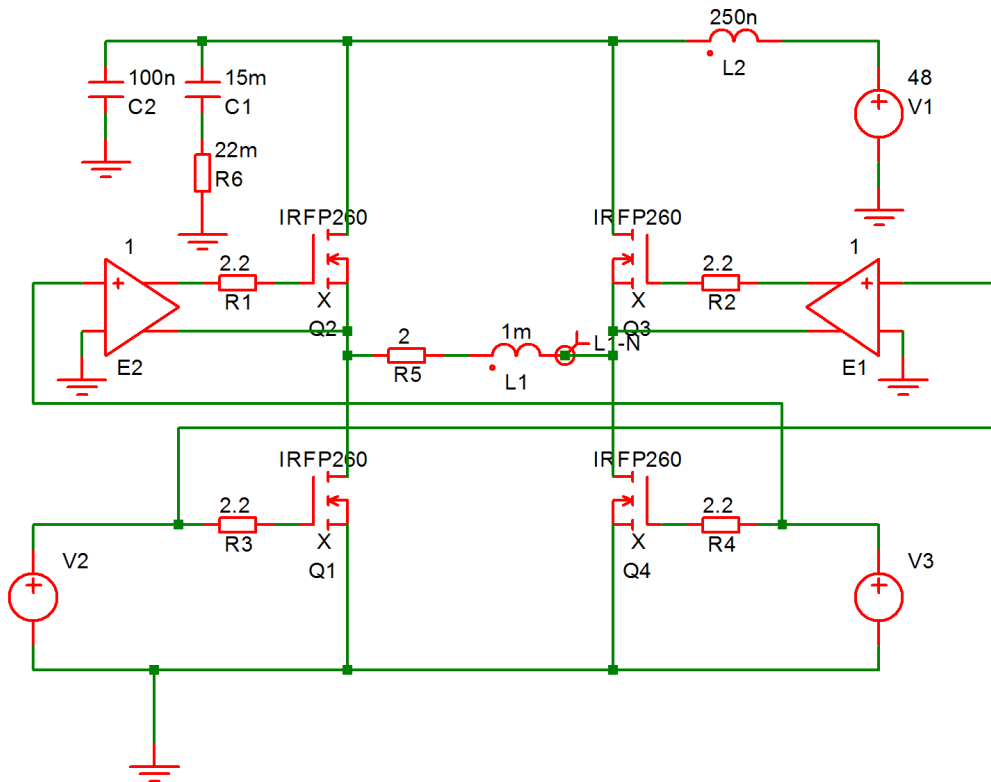 250n
L2
100n
C2
15m
C1
48
V1
22m
R6
IRFP260
IRFP260
1
2.2
R1
X
Q2
2.2
R2
1
X
Q3
E2
2
R5
1m
L1
L1-N
E1
IRFP260
IRFP260
2.2
R3
2.2
R4
V2
X
Q1
X
Q4
V3